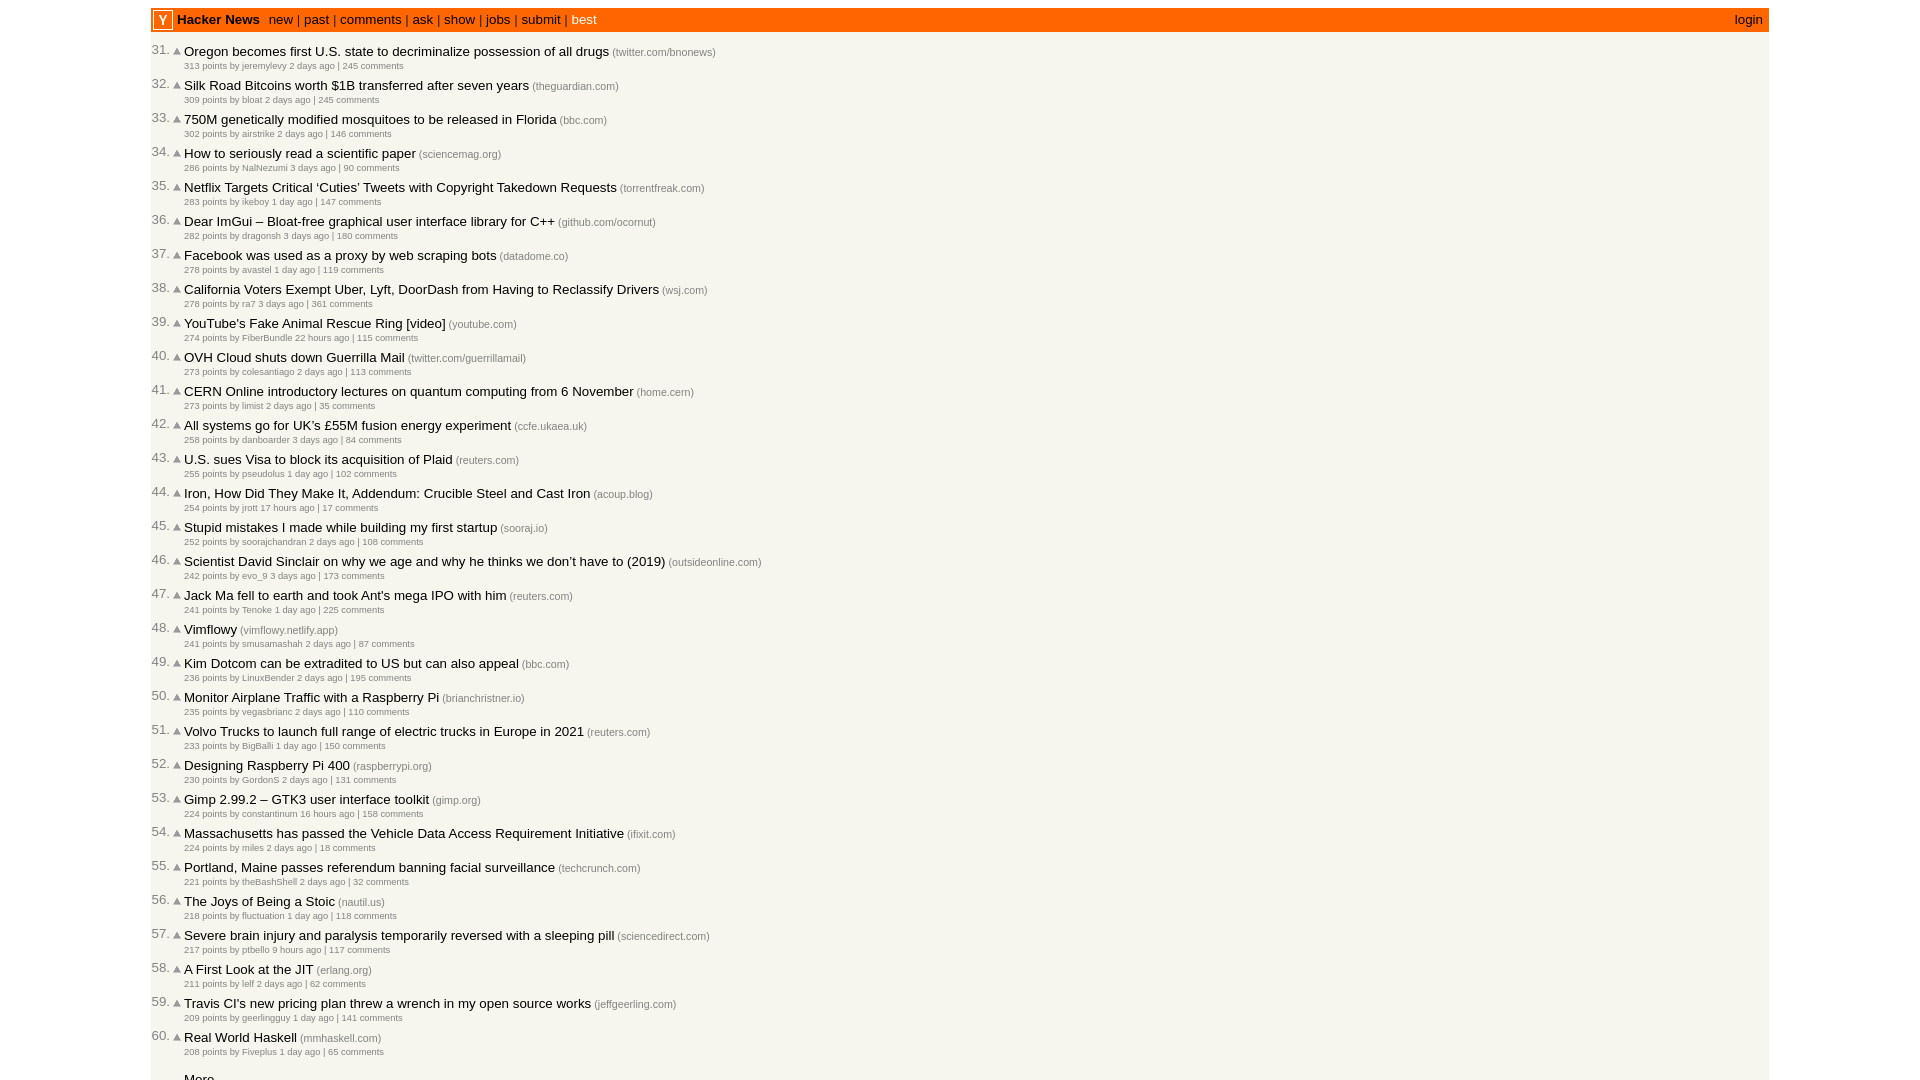 Y Hacker News new | past | comments | ask | show | jobs | submit | best login
31. Oregon becomes first U.S. state to decriminalize possession of all drugs (twitter.com/bnonews)
313 points by jeremylevy 2 days ago | 245 comments
32. Silk Road Bitcoins worth $1B transferred after seven years (theguardian.com)
309 points by bloat 2 days ago | 245 comments
33. 750M genetically modified mosquitoes to be released in Florida (bbc.com)
302 points by airstrike 2 days ago | 146 comments
34. How to seriously read a scientific paper (sciencemag.org)
286 points by NalNezumi 3 days ago | 90 comments
35. Netflix Targets Critical ‘Cuties’ Tweets with Copyright Takedown Requests (torrentfreak.com)
283 points by ikeboy 1 day ago | 147 comments
36. Dear ImGui – Bloat-free graphical user interface library for C++ (github.com/ocornut)
282 points by dragonsh 3 days ago | 180 comments
37. Facebook was used as a proxy by web scraping bots (datadome.co)
278 points by avastel 1 day ago | 119 comments
38. California Voters Exempt Uber, Lyft, DoorDash from Having to Reclassify Drivers (wsj.com)
278 points by ra7 3 days ago | 361 comments
39. YouTube's Fake Animal Rescue Ring [video] (youtube.com)
274 points by FiberBundle 22 hours ago | 115 comments
40. OVH Cloud shuts down Guerrilla Mail (twitter.com/guerrillamail)
273 points by colesantiago 2 days ago | 113 comments
41. CERN Online introductory lectures on quantum computing from 6 November (home.cern)
273 points by limist 2 days ago | 35 comments
42. All systems go for UK’s £55M fusion energy experiment (ccfe.ukaea.uk)
258 points by danboarder 3 days ago | 84 comments
43. U.S. sues Visa to block its acquisition of Plaid (reuters.com)
255 points by pseudolus 1 day ago | 102 comments
44. Iron, How Did They Make It, Addendum: Crucible Steel and Cast Iron (acoup.blog)
254 points by jrott 17 hours ago | 17 comments
45. Stupid mistakes I made while building my first startup (sooraj.io)
252 points by soorajchandran 2 days ago | 108 comments
46. Scientist David Sinclair on why we age and why he thinks we don’t have to (2019) (outsideonline.com)
242 points by evo_9 3 days ago | 173 comments
47. Jack Ma fell to earth and took Ant's mega IPO with him (reuters.com)
241 points by Tenoke 1 day ago | 225 comments
48. Vimflowy (vimflowy.netlify.app)
241 points by smusamashah 2 days ago | 87 comments
49. Kim Dotcom can be extradited to US but can also appeal (bbc.com)
236 points by LinuxBender 2 days ago | 195 comments
50. Monitor Airplane Traffic with a Raspberry Pi (brianchristner.io)
235 points by vegasbrianc 2 days ago | 110 comments
51. Volvo Trucks to launch full range of electric trucks in Europe in 2021 (reuters.com)
233 points by BigBalli 1 day ago | 150 comments
52. Designing Raspberry Pi 400 (raspberrypi.org)
230 points by GordonS 2 days ago | 131 comments
53. Gimp 2.99.2 – GTK3 user interface toolkit (gimp.org)
224 points by constantinum 16 hours ago | 158 comments
54. Massachusetts has passed the Vehicle Data Access Requirement Initiative (ifixit.com)
224 points by miles 2 days ago | 18 comments
55. Portland, Maine passes referendum banning facial surveillance (techcrunch.com)
221 points by theBashShell 2 days ago | 32 comments
56. The Joys of Being a Stoic (nautil.us)
218 points by fluctuation 1 day ago | 118 comments
57. Severe brain injury and paralysis temporarily reversed with a sleeping pill (sciencedirect.com)
217 points by ptbello 9 hours ago | 117 comments
58. A First Look at the JIT (erlang.org)
211 points by lelf 2 days ago | 62 comments
59. Travis CI's new pricing plan threw a wrench in my open source works (jeffgeerling.com)
209 points by geerlingguy 1 day ago | 141 comments
60. Real World Haskell (mmhaskell.com)
208 points by Fiveplus 1 day ago | 65 comments
More